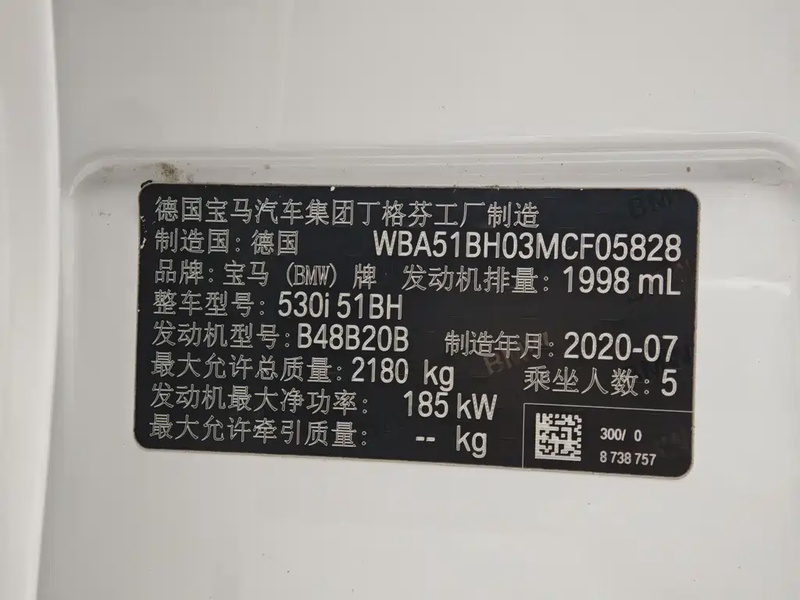 德国宝马汽车集团丁格芬工厂制造
制造国: 德国 WBA51BH03MCF05828
品牌: 宝马 (BMW) 牌 发动机排量: 1998 mL
整车型号: 530i 51BH
发动机型号: B48B20B 制造年月: 2020-07
最大允许总质量: 2180 kg 乘坐人数: 5
发动机最大净功率: 185 kW
最大允许牵引质量: -- kg
300/ 0
8 738 757